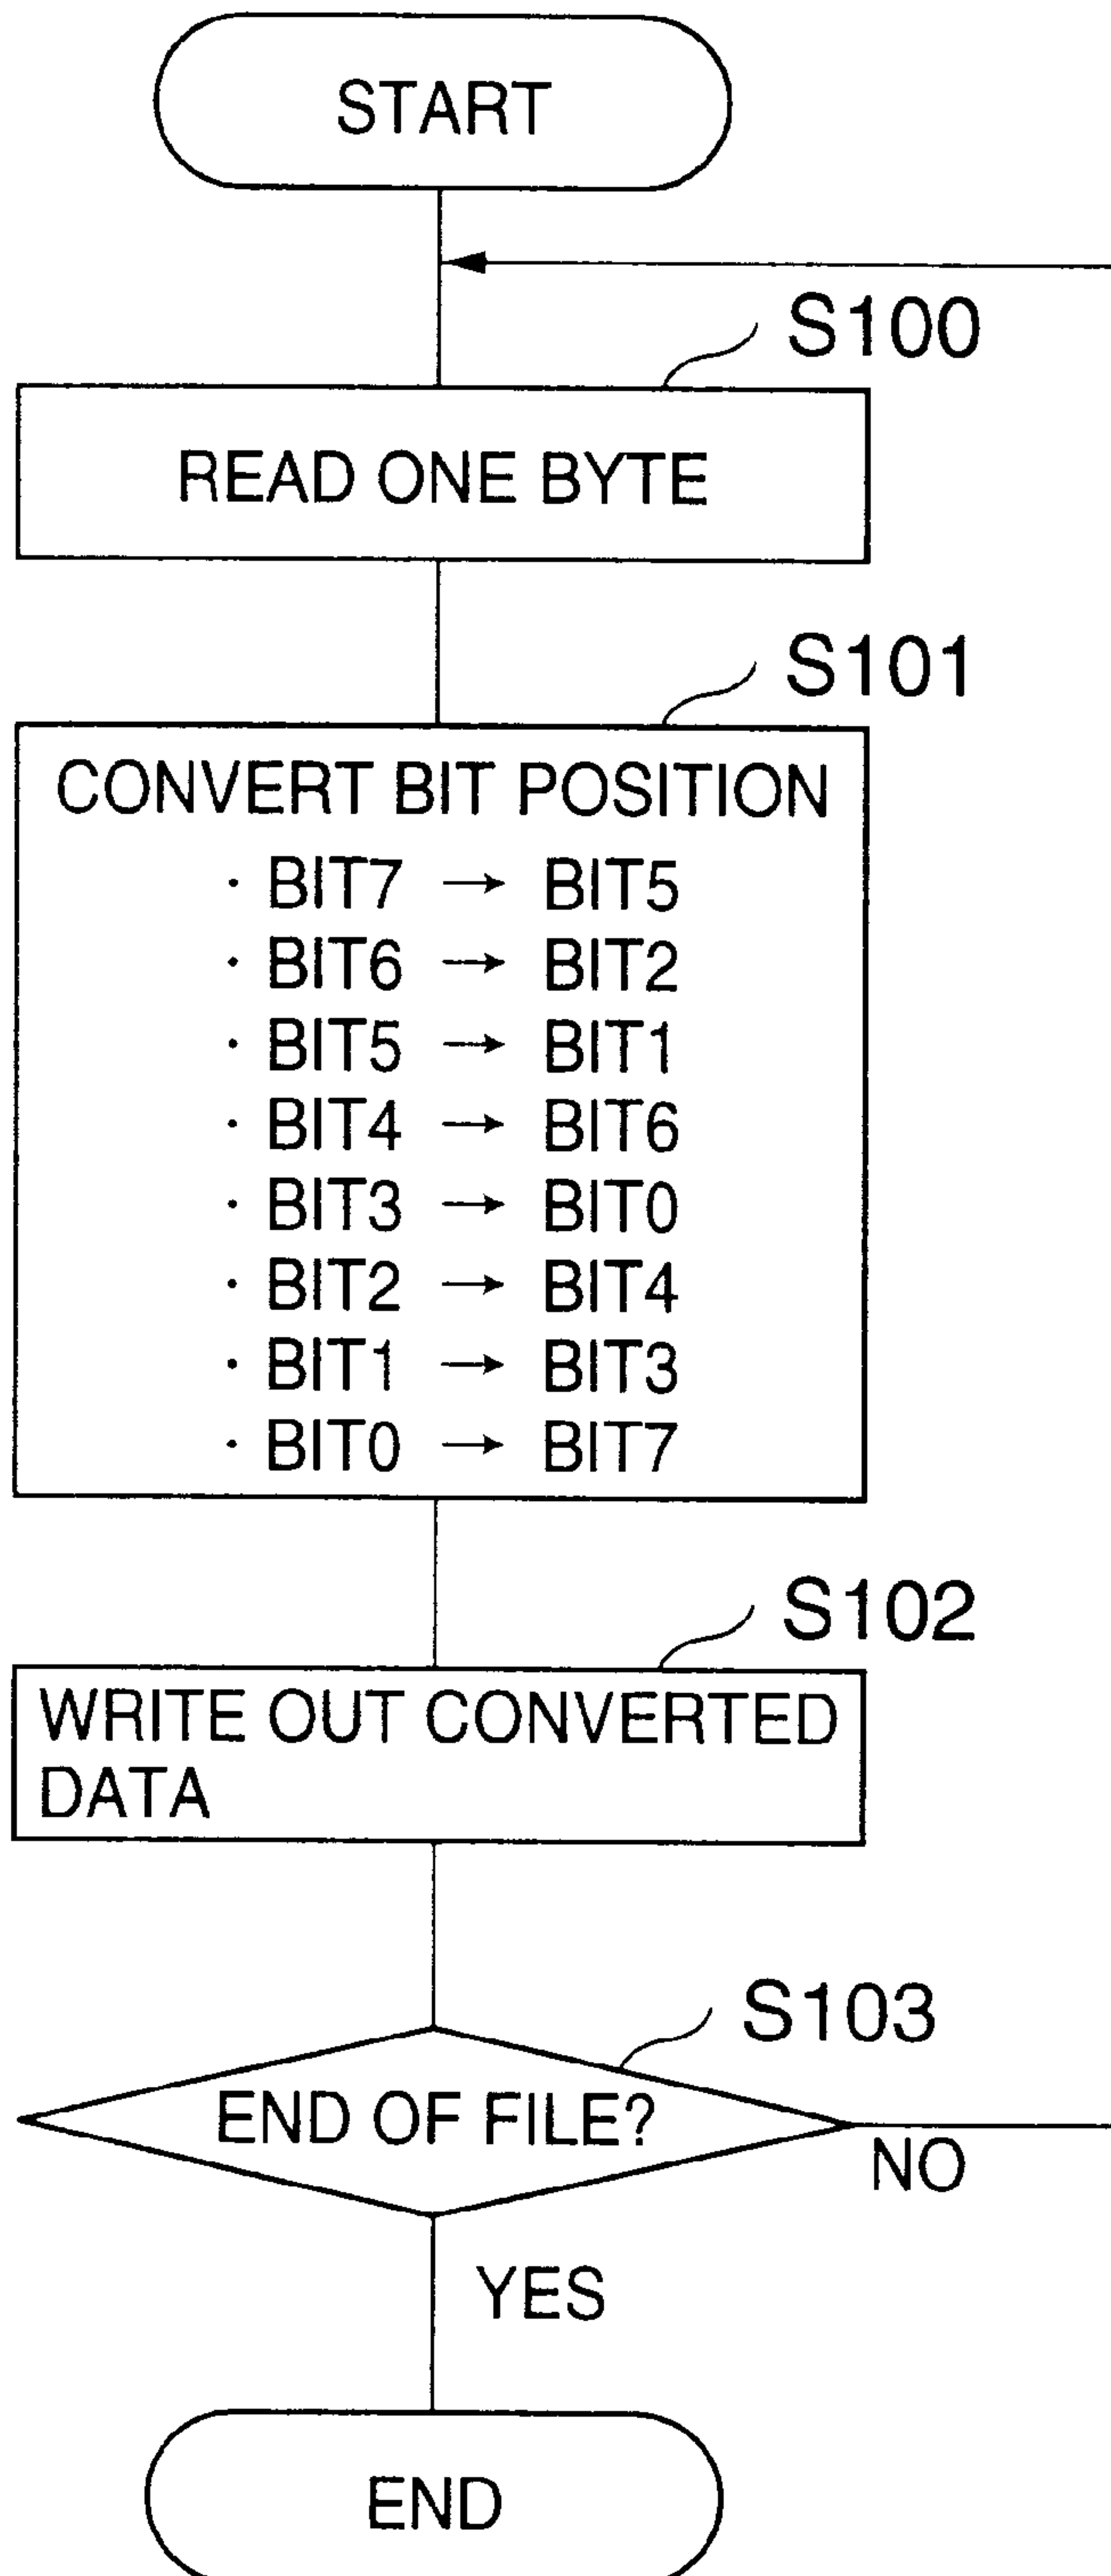 START
S100
READ ONE BYTE
S101
CONVERT BIT POSITION
· BIT7 → BIT5
· BIT6 → BIT2
· BIT5 → BIT1
· BIT4 → BIT6
· BIT3 → BIT0
· BIT2 → BIT4
· BIT1 → BIT3
· BIT0 → BIT7
S102
WRITE OUT CONVERTED
DATA
S103
END OF FILE?
NO
YES
END